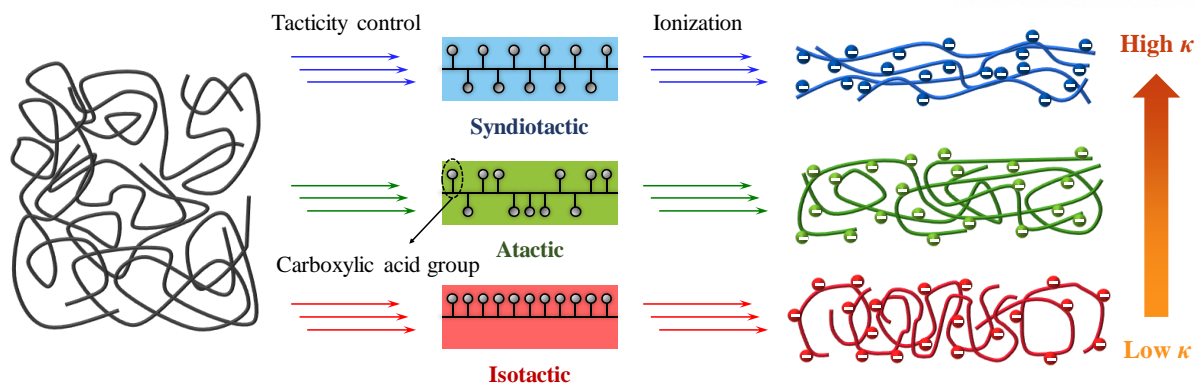 Tacticity control
Ionization
High κ
Syndiotactic
Atactic
Carboxylic acid group
Isotactic
Low κ